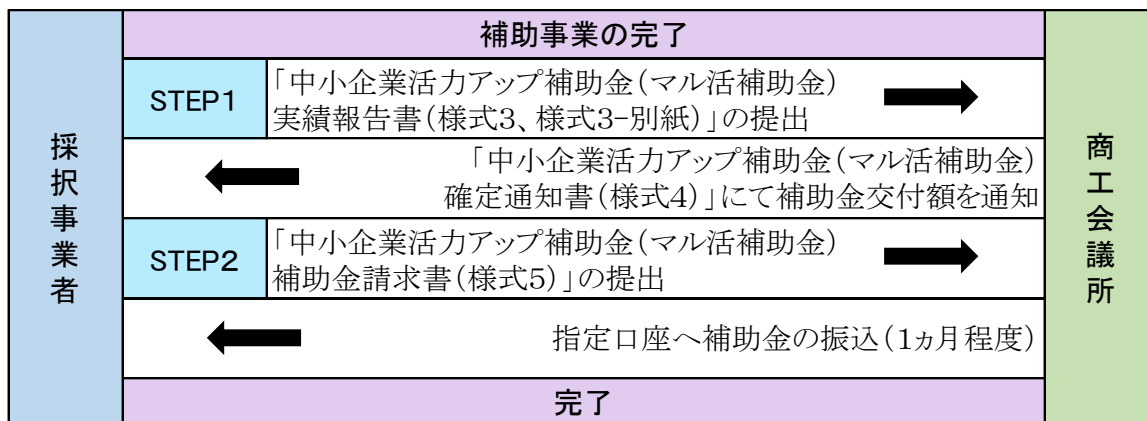 補助事業の完了
採択事業者
商工会議所
STEP1
「中小企業活力アップ補助金(マル活補助金)
実績報告書(様式3、様式3-別紙)」の提出
「中小企業活力アップ補助金(マル活補助金)
確定通知書(様式4)」にて補助金交付額を通知
STEP2
「中小企業活力アップ補助金(マル活補助金)
補助金請求書(様式5)」の提出
指定口座へ補助金の振込(1ヵ月程度)
完了